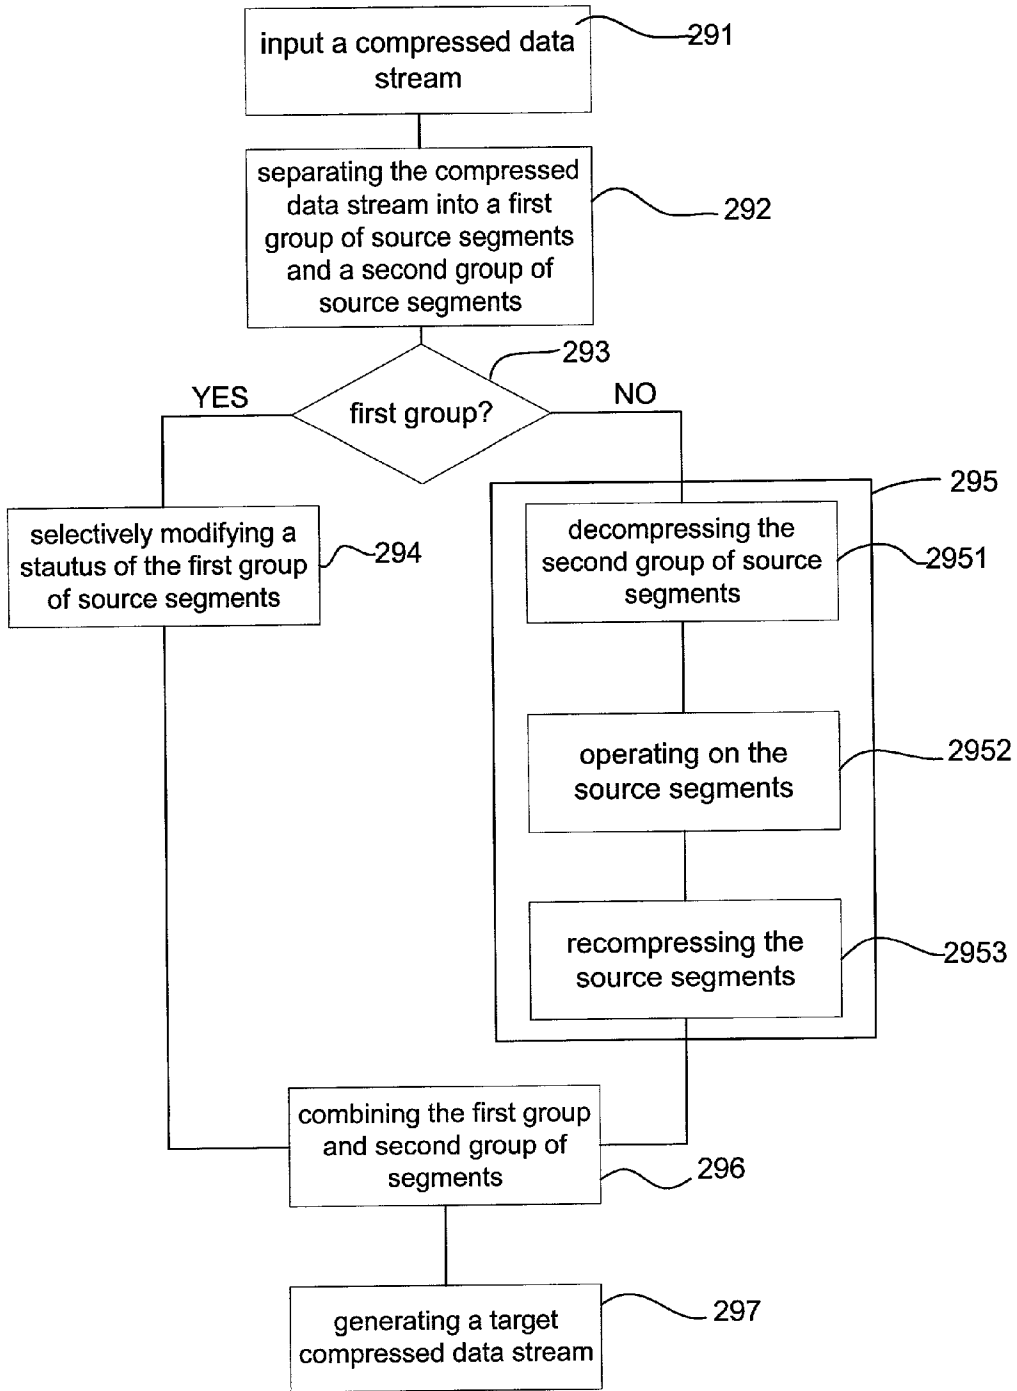 input a compressed data
stream
291
separating the compressed
data stream into a first
group of source segments
and a second group of
source segments
292
293
YES
first group?
NO
295
selectively modifying a
stautus of the first group
of source segments
294
decompressing the
second group of source
segments
2951
operating on the
source segments
2952
recompressing the
source segments
2953
combining the first group
and second group of
segments
296
generating a target
compressed data stream
297